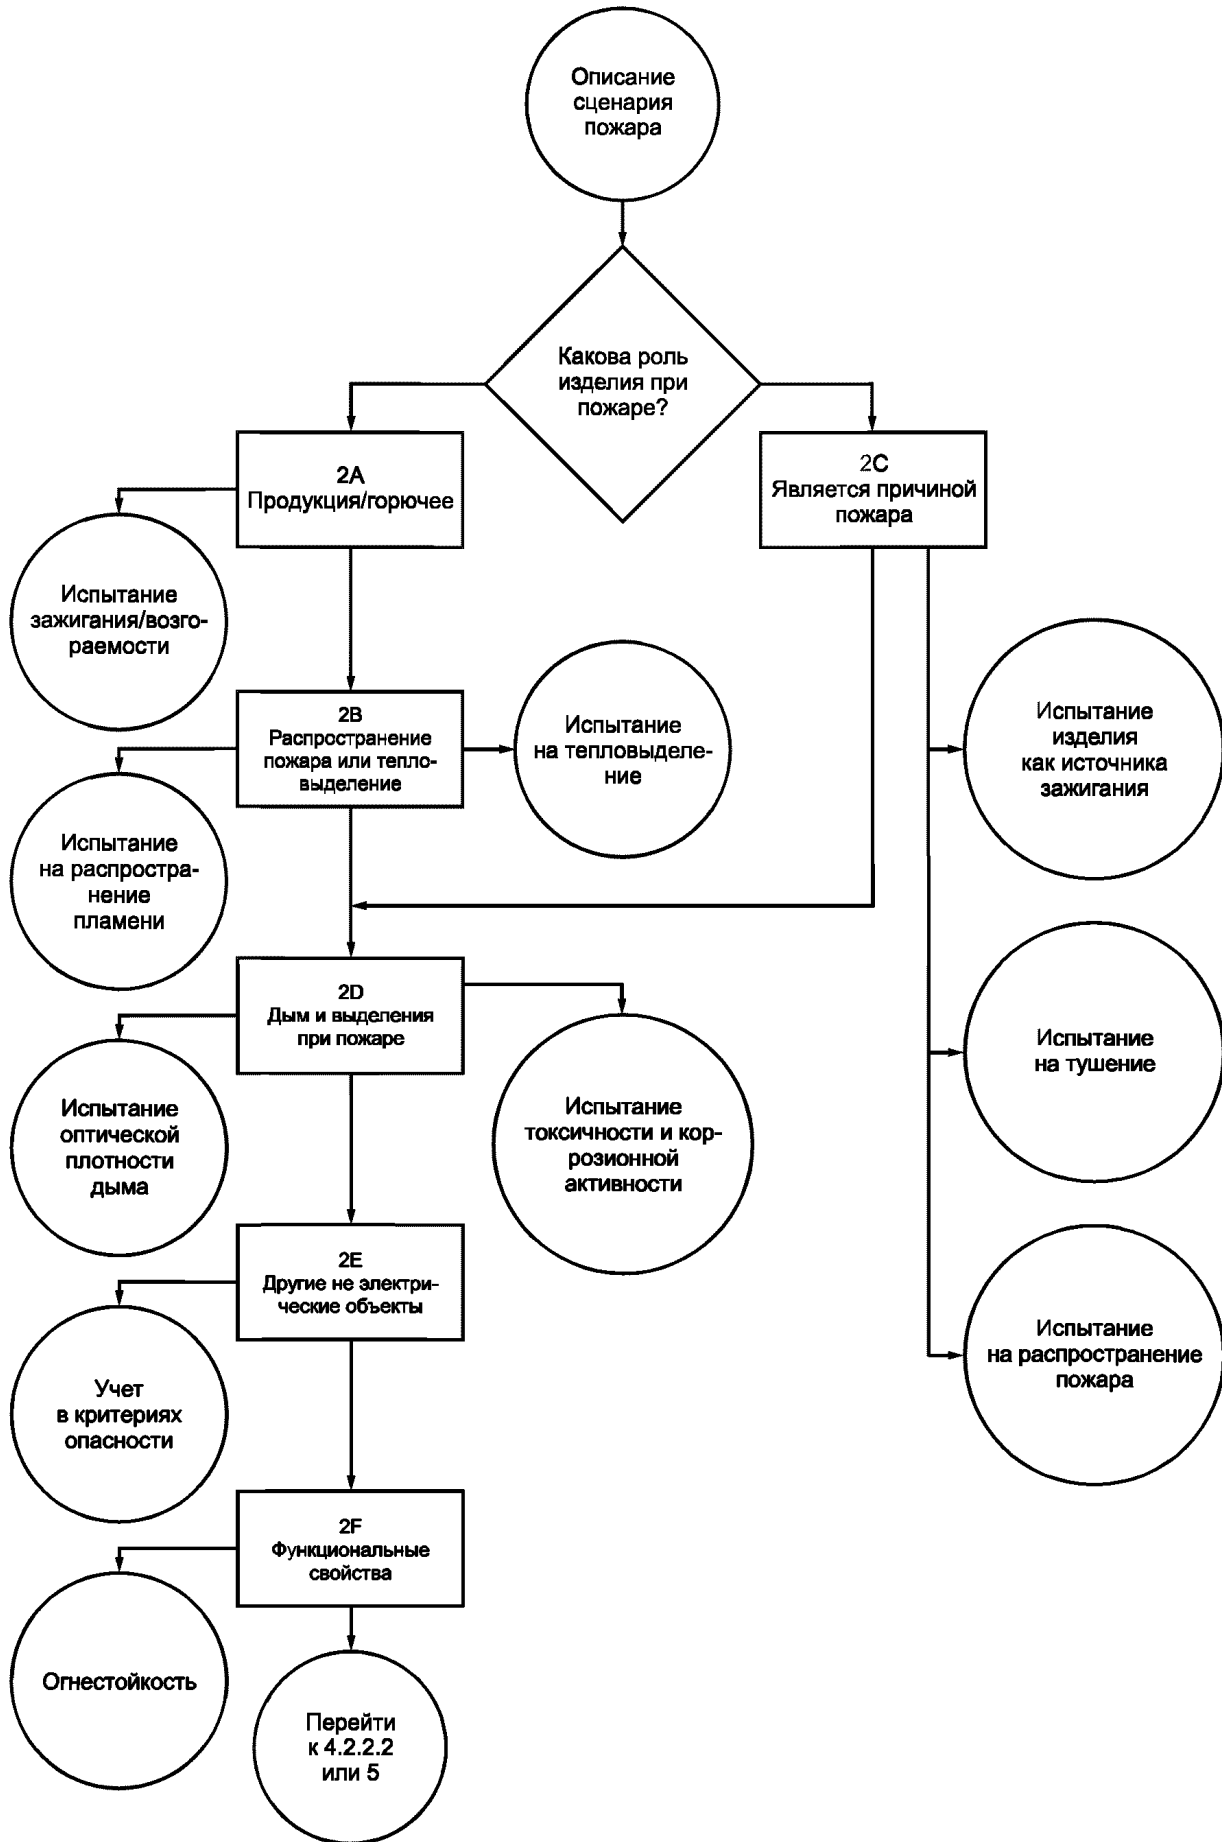 Описание
сценария
пожара
Какова роль
изделия при
пожаре?
2A
Продукция/горючее
2C
Является причиной
пожара
Испытание
зажигания/возго-
раемости
2B
Распространение
пожара или тепло-
выделение
Испытание
на тепловыделе-
ние
Испытание
изделия
как источника
зажигания
Испытание
на распростра-
нение
пламени
2D
Дым и выделения
при пожаре
Испытание
на тушение
Испытание
оптической
плотности
дыма
Испытание
токсичности и кор-
розионной
активности
2E
Другие не электри-
ческие объекты
Испытание
на распространение
пожара
Учет
в критериях
опасности
2F
Функциональные
свойства
Огнестойкость
Перейти
к 4.2.2.2
или 5